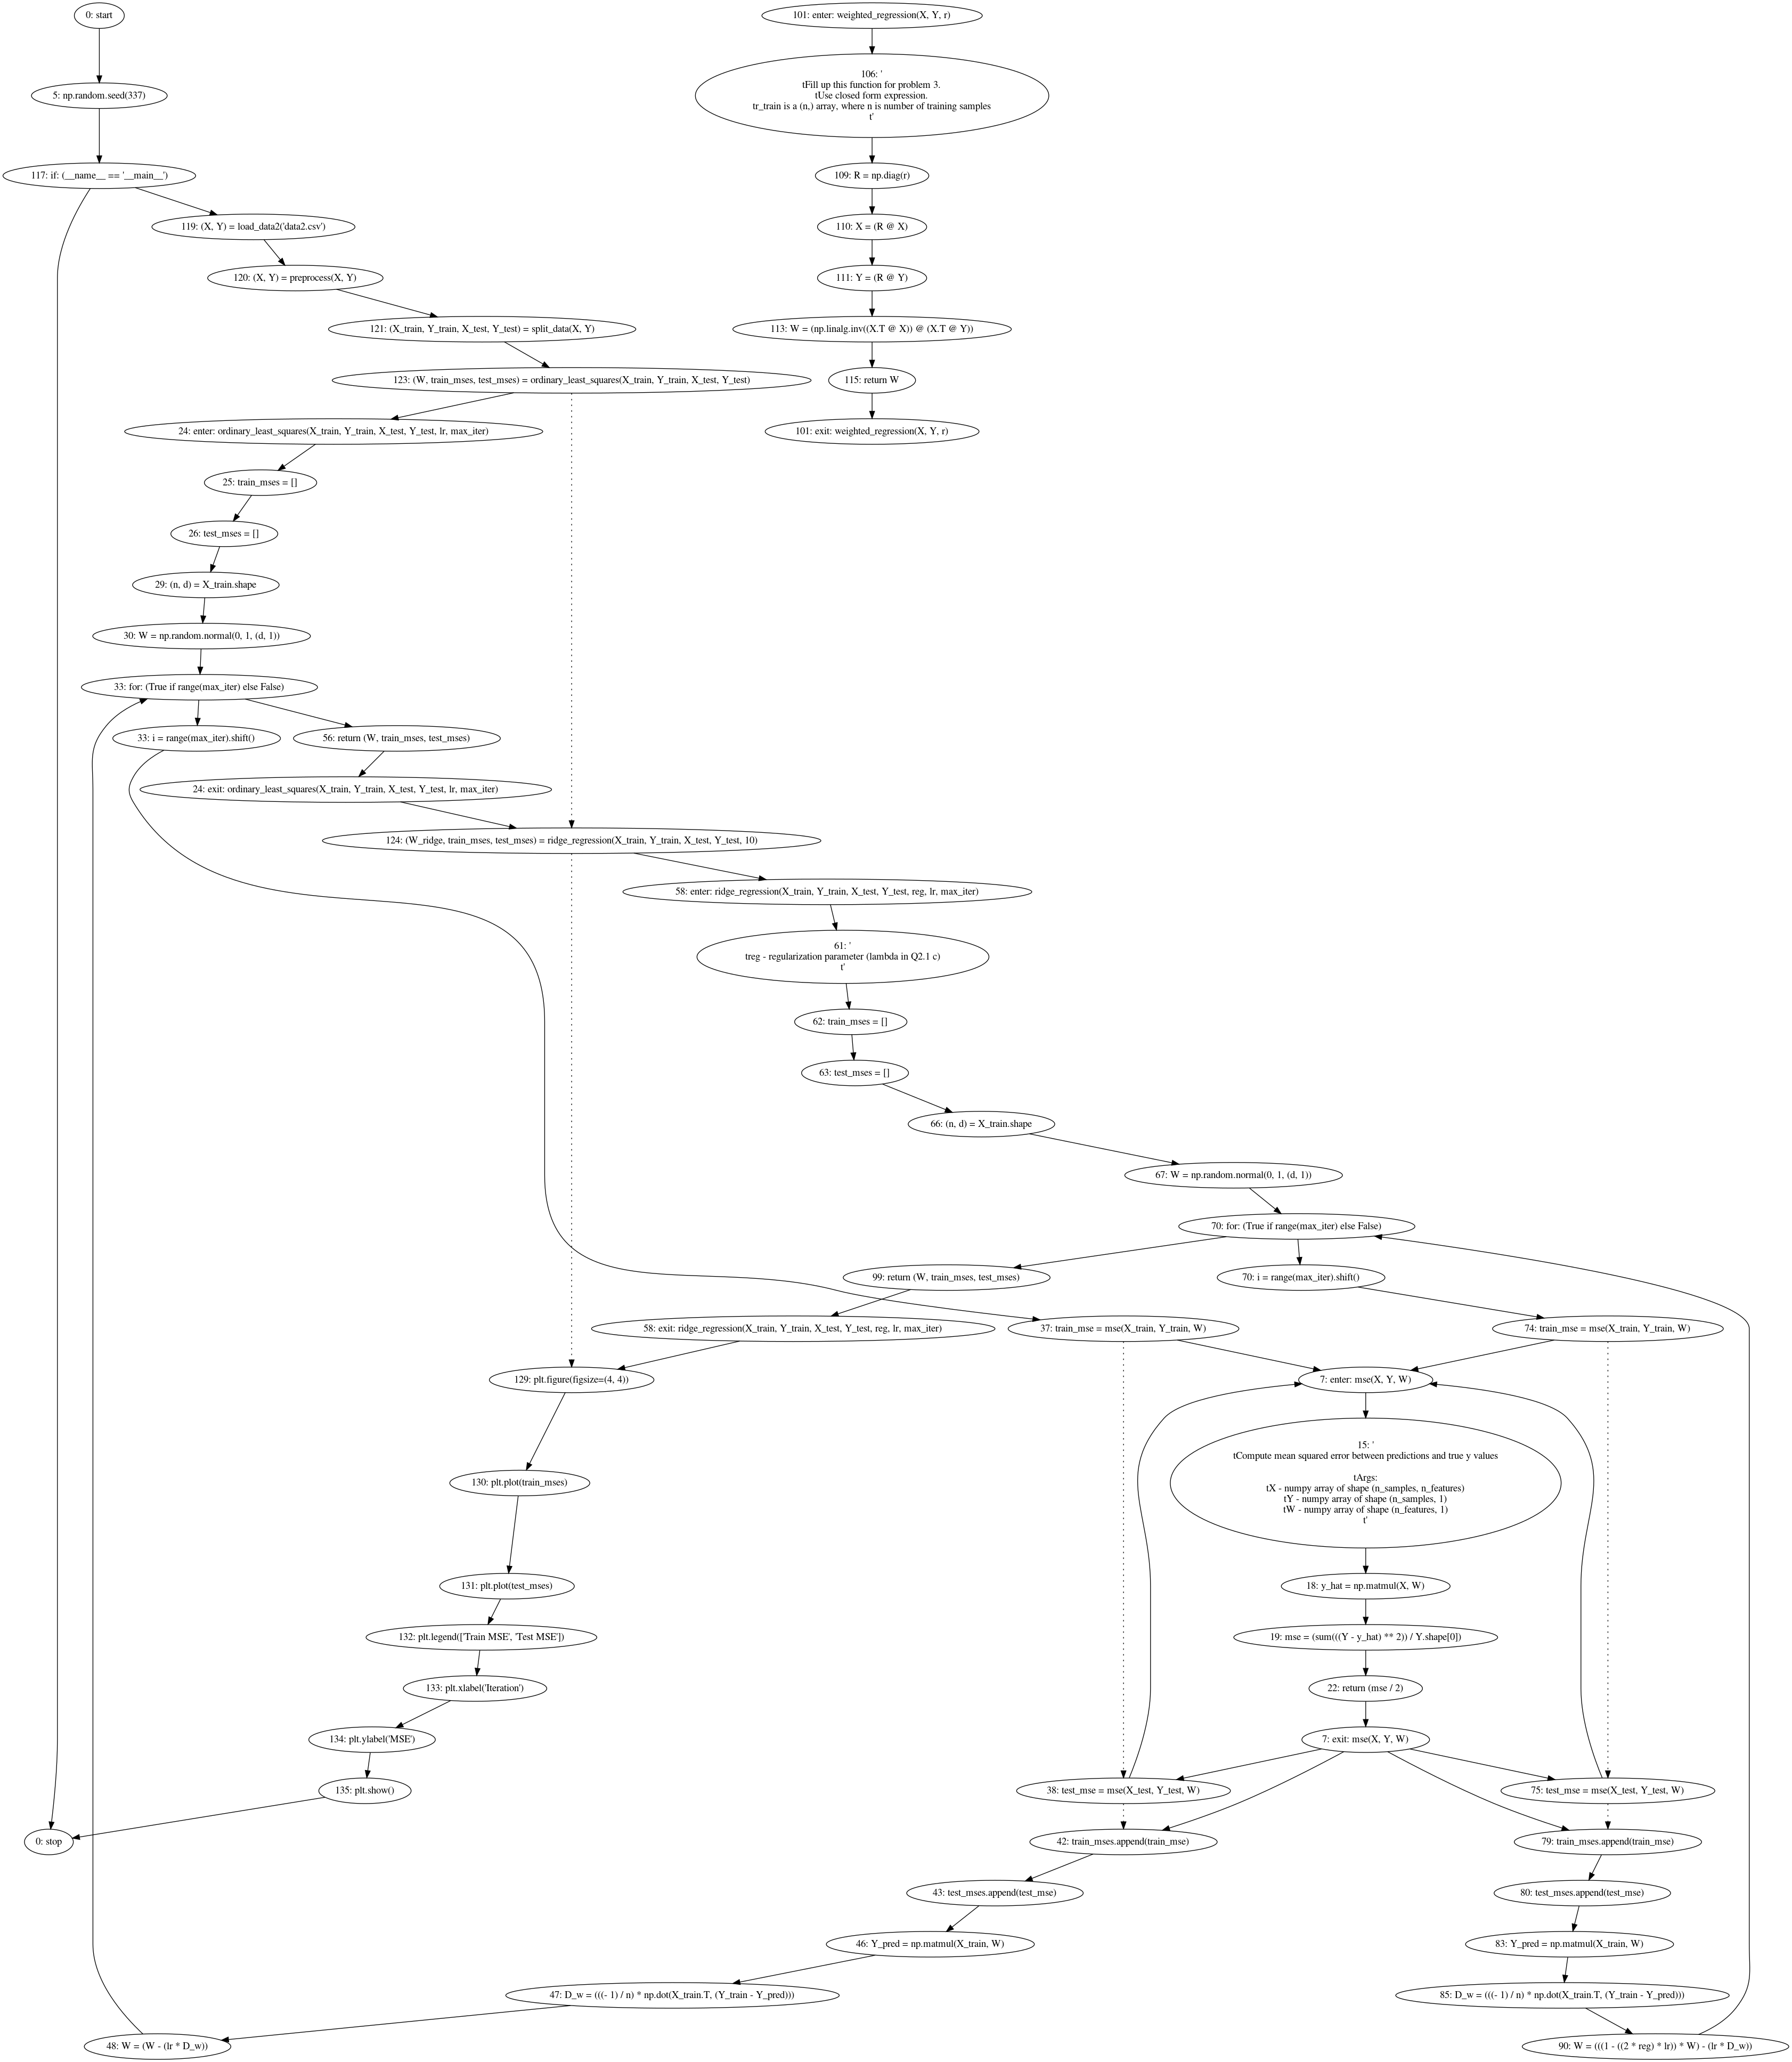 0: start
5: np.random.seed(337)
117: if: (__name__ == '__main__')
119: (X, Y) = load_data2('data2.csv')
120: (X, Y) = preprocess(X, Y)
121: (X_train, Y_train, X_test, Y_test) = split_data(X, Y)
123: (W, train_mses, test_mses) = ordinary_least_squares(X_train, Y_train, X_test, Y_test)
24: enter: ordinary_least_squares(X_train, Y_train, X_test, Y_test, lr, max_iter)
25: train_mses = []
26: test_mses = []
29: (n, d) = X_train.shape
30: W = np.random.normal(0, 1, (d, 1))
33: for: (True if range(max_iter) else False)
33: i = range(max_iter).shift()
56: return (W, train_mses, test_mses)
24: exit: ordinary_least_squares(X_train, Y_train, X_test, Y_test, lr, max_iter)
101: enter: weighted_regression(X, Y, r)
106: '
tFill up this function for problem 3.
tUse closed form expression.
tr_train is a (n,) array, where n is number of training samples
t'
109: R = np.diag(r)
110: X = (R @ X)
111: Y = (R @ Y)
113: W = (np.linalg.inv((X.T @ X)) @ (X.T @ Y))
115: return W
101: exit: weighted_regression(X, Y, r)
124: (W_ridge, train_mses, test_mses) = ridge_regression(X_train, Y_train, X_test, Y_test, 10)
58: enter: ridge_regression(X_train, Y_train, X_test, Y_test, reg, lr, max_iter)
61: '
treg - regularization parameter (lambda in Q2.1 c)
t'
62: train_mses = []
63: test_mses = []
66: (n, d) = X_train.shape
67: W = np.random.normal(0, 1, (d, 1))
70: for: (True if range(max_iter) else False)
99: return (W, train_mses, test_mses)
70: i = range(max_iter).shift()
58: exit: ridge_regression(X_train, Y_train, X_test, Y_test, reg, lr, max_iter)
37: train_mse = mse(X_train, Y_train, W)
74: train_mse = mse(X_train, Y_train, W)
129: plt.figure(figsize=(4, 4))
7: enter: mse(X, Y, W)
130: plt.plot(train_mses)
15: '
tCompute mean squared error between predictions and true y values
tArgs:
tX - numpy array of shape (n_samples, n_features)
tY - numpy array of shape (n_samples, 1)
tW - numpy array of shape (n_features, 1)
t'
131: plt.plot(test_mses)
18: y_hat = np.matmul(X, W)
132: plt.legend(['Train MSE', 'Test MSE'])
19: mse = (sum(((Y - y_hat) ** 2)) / Y.shape[0])
133: plt.xlabel('Iteration')
22: return (mse / 2)
134: plt.ylabel('MSE')
7: exit: mse(X, Y, W)
135: plt.show()
38: test_mse = mse(X_test, Y_test, W)
75: test_mse = mse(X_test, Y_test, W)
0: stop
42: train_mses.append(train_mse)
79: train_mses.append(train_mse)
43: test_mses.append(test_mse)
80: test_mses.append(test_mse)
46: Y_pred = np.matmul(X_train, W)
83: Y_pred = np.matmul(X_train, W)
47: D_w = (((- 1) / n) * np.dot(X_train.T, (Y_train - Y_pred)))
85: D_w = (((- 1) / n) * np.dot(X_train.T, (Y_train - Y_pred)))
48: W = (W - (lr * D_w))
90: W = (((1 - ((2 * reg) * lr)) * W) - (lr * D_w))